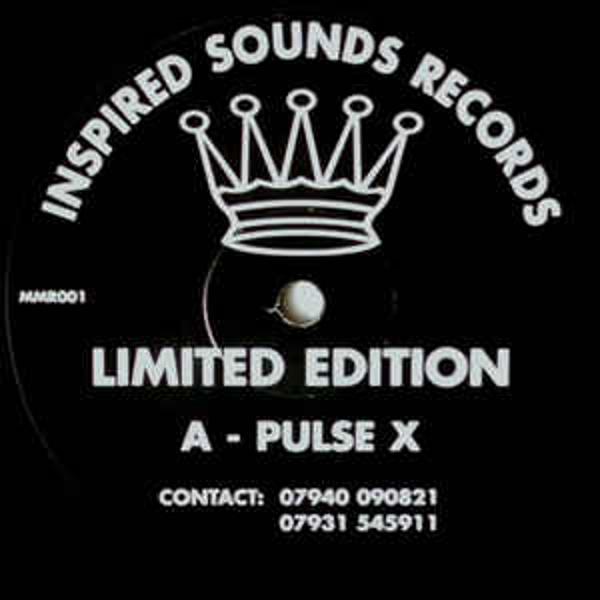 INSPIRED SOUNDS RECORDS
MMR001
LIMITED EDITION
A - PULSE X
CONTACT: 07940 090821
07931 545911